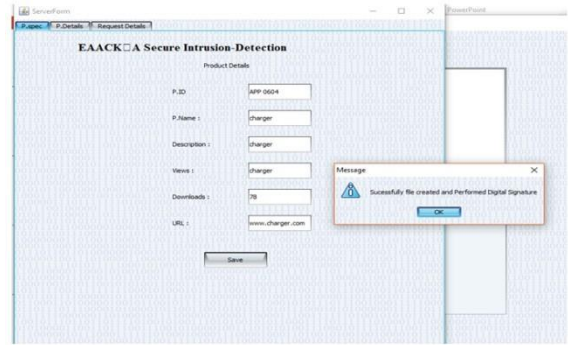 ServerForm
PowerPoint
P.spec P.Details Request Details
EAACK□A Secure Intrusion-Detection
Product Details
P.ID APP 0604
P.Name : charger
Description : charger
Views : charger
Downloads : 78
URL : www.charger.com
Save
Message
Sucessfully file created and Performed Digital Signature
OK